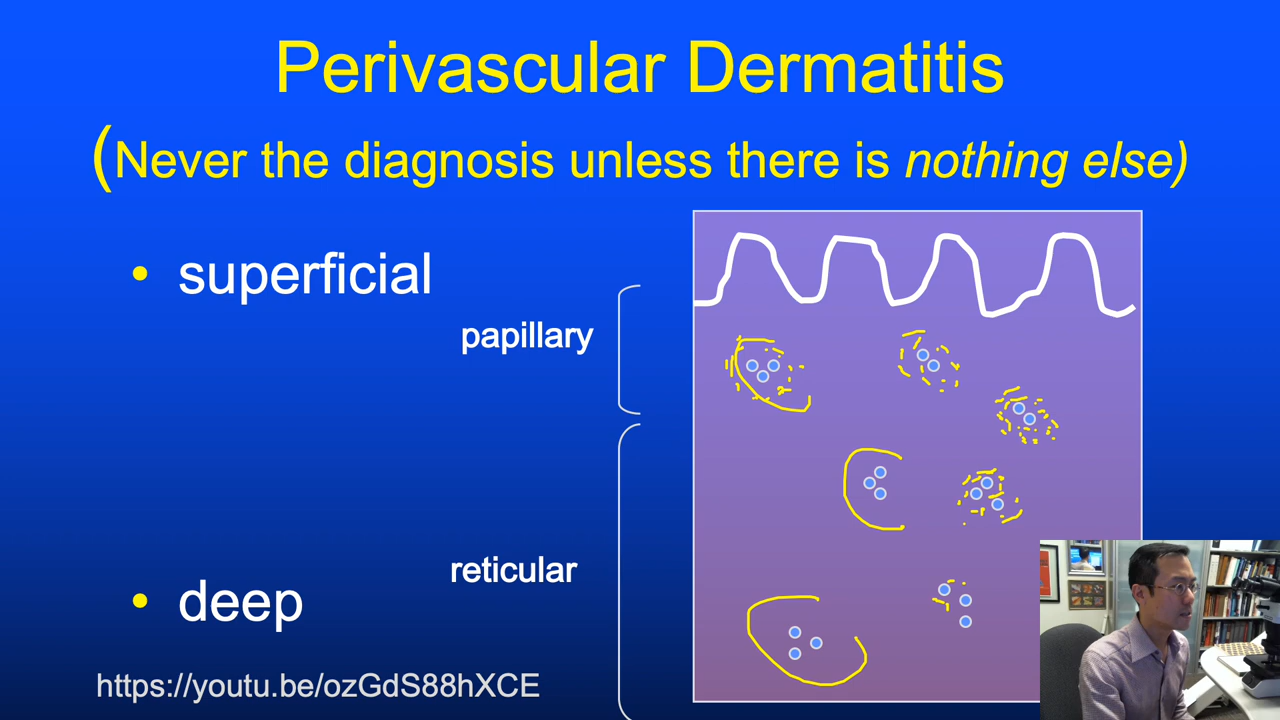 Perivascular Dermatitis
(Never the diagnosis unless there is nothing else)
• superficial
papillary
reticular
• deep
https://youtu.be/ozGdS88hXCE